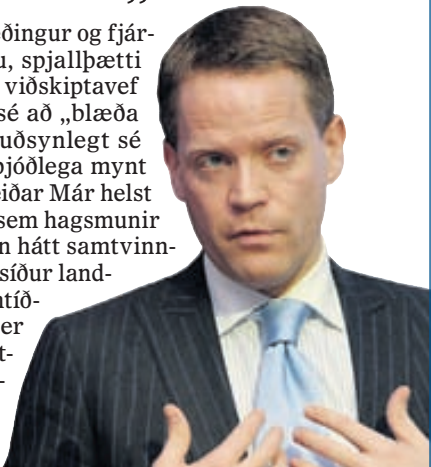 ðingur og fjár-
u, spjallþætti
viðskiptavef
sé að „blæða
uðsynlegt sé
þjóðlega mynt
eiðar Már helst
sem hagsmunir
n hátt samtvinn-
síður land-
ntíð-
er
t-
-